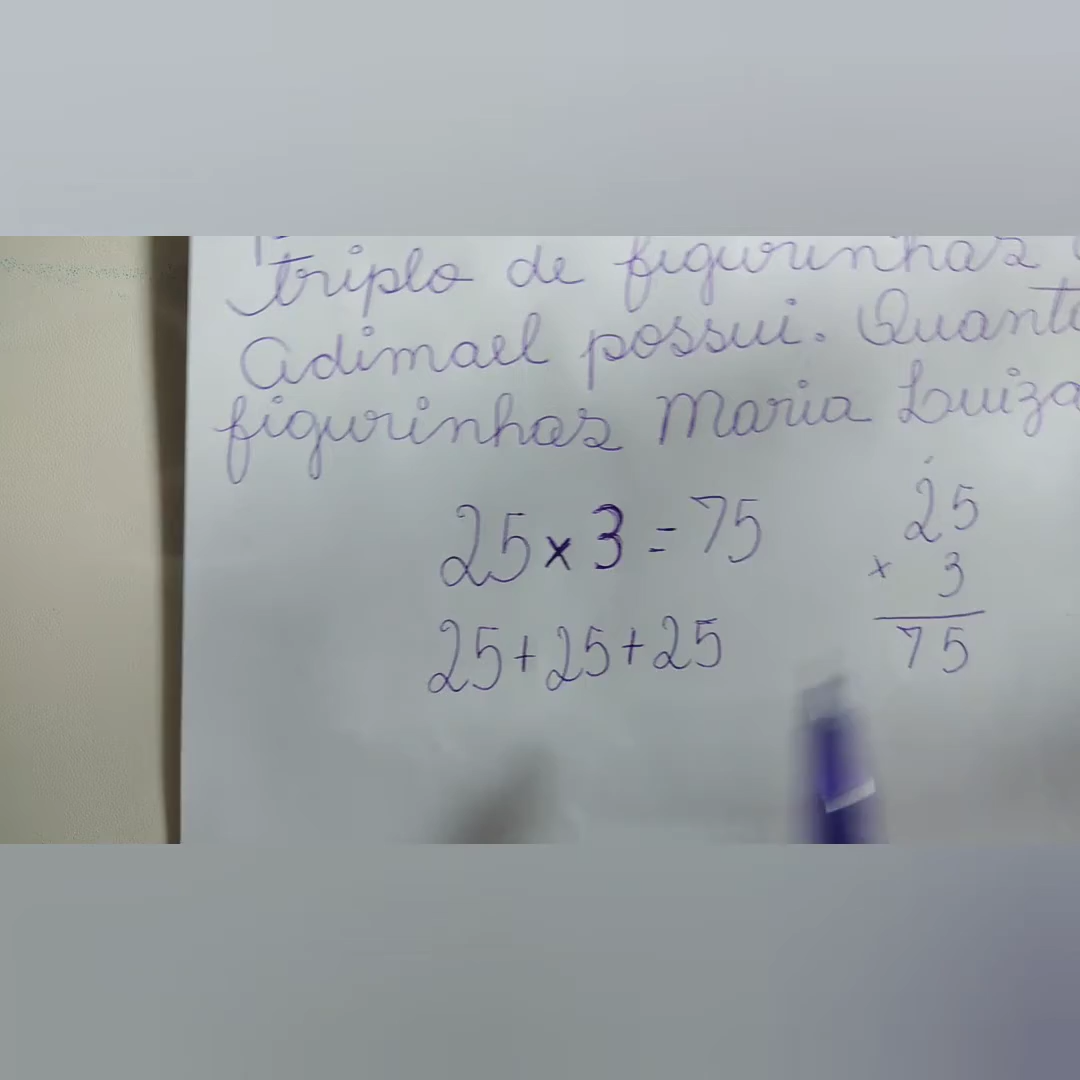 triplo de figurinhas
Adimael possui. Quant
figurinhas Maria Luiza
25 × 3 = 75
25 + 25 + 25
25
× 3
75